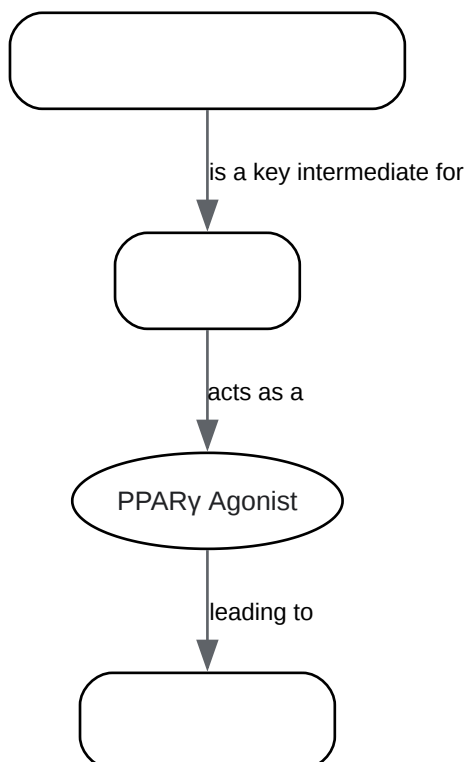 is a key intermediate for
acts as a
PPARγ Agonist
leading to